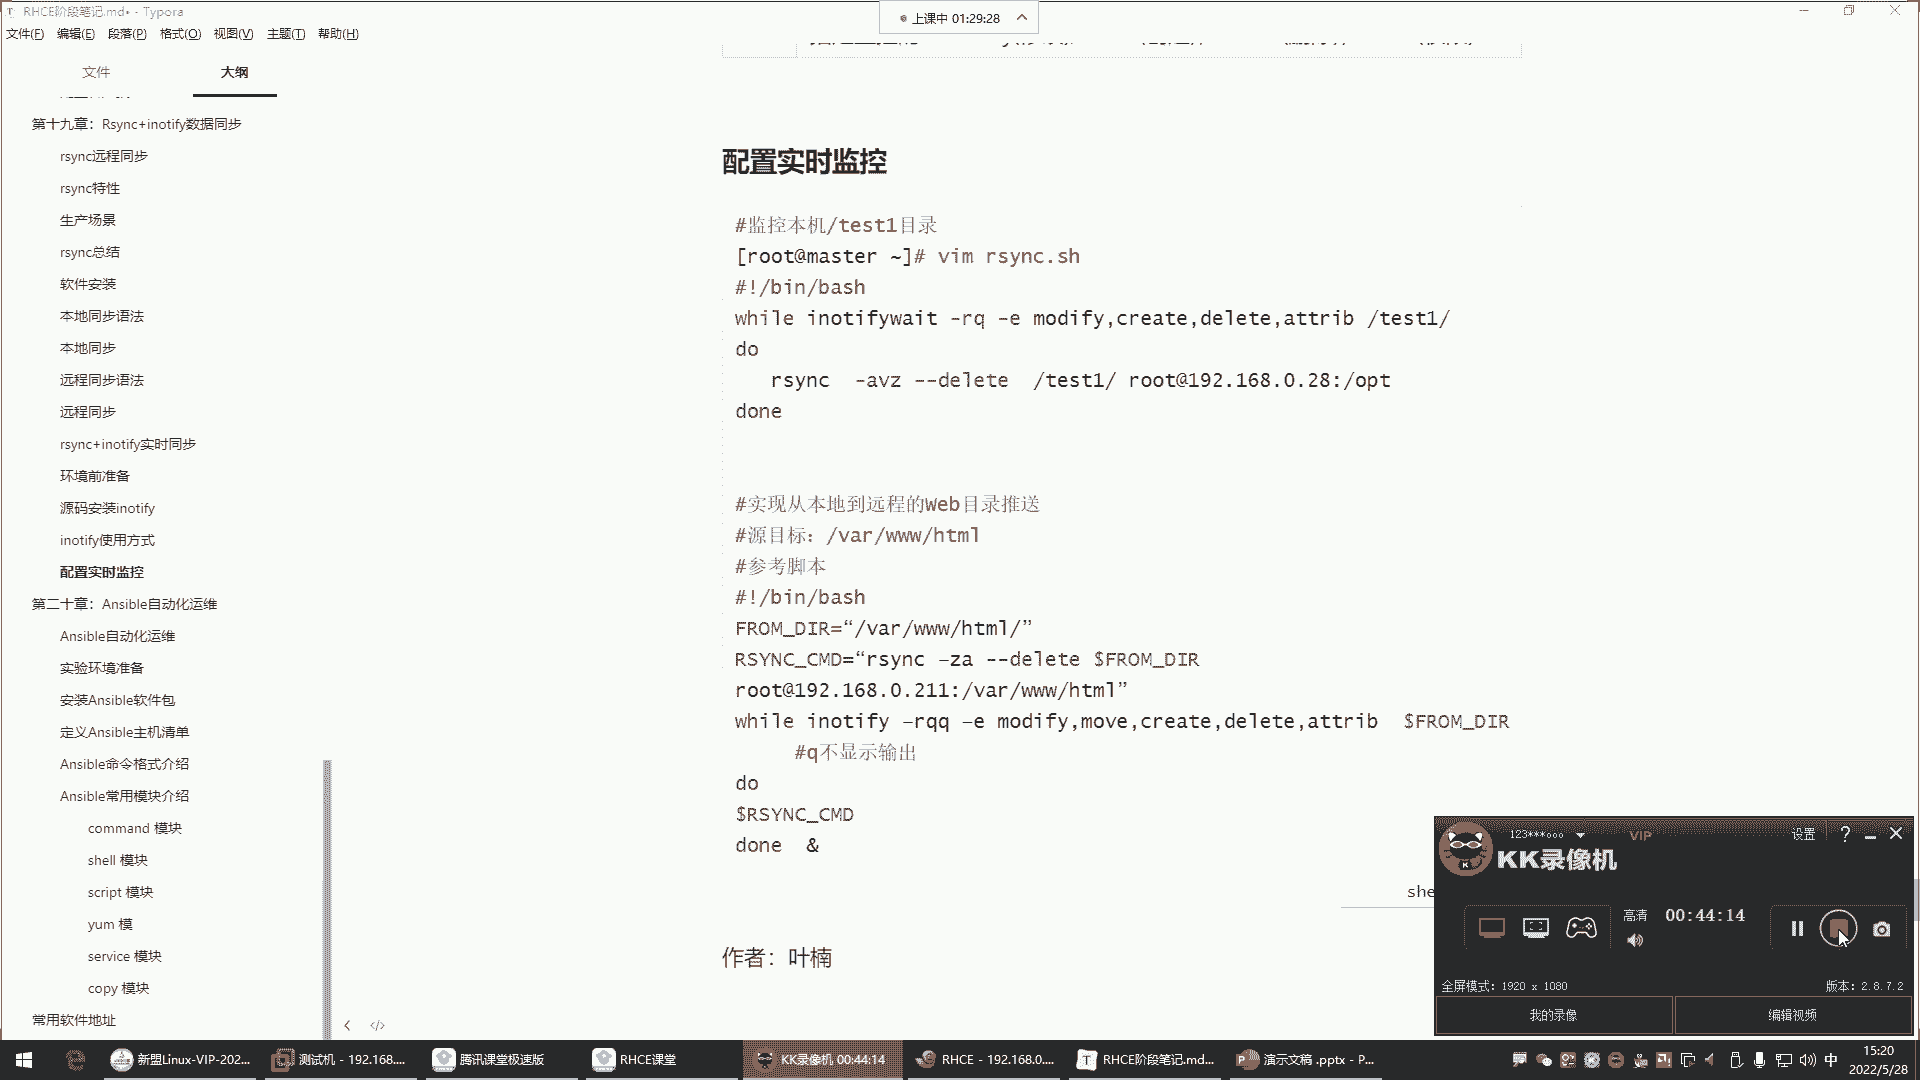 RHCE阶段笔记.md• - Typora
上课中 01:29:28
文件(F) 编辑(E) 段落(P) 格式(O) 视图(V) 主题(T) 帮助(H)
文件 大纲
第十九章：Rsync+inotify数据同步
rsync远程同步
rsync特性
生产场景
rsync总结
软件安装
本地同步语法
本地同步
远程同步语法
远程同步
rsync+inotify实时同步
环境前准备
源码安装inotify
inotify使用方式
配置实时监控
第二十章：Ansible自动化运维
Ansible自动化运维
实验环境准备
安装Ansible软件包
定义Ansible主机清单
Ansible命令格式介绍
Ansible常用模块介绍
command 模块
shell 模块
script 模块
yum 模
service 模块
copy 模块
常用软件地址
配置实时监控
#监控本机/test1目录
[root@master ~]# vim rsync.sh
#!/bin/bash
while inotifywait -rq -e modify,create,delete,attrib /test1/
do
rsync -avz --delete /test1/ root@192.168.0.28:/opt
done
#实现从本地到远程的Web目录推送
#源目标：/var/www/html
#参考脚本
#!/bin/bash
FROM_DIR=“/var/www/html/”
RSYNC_CMD=“rsync –za --delete $FROM_DIR
root@192.168.0.211:/var/www/html”
while inotify –rqq –e modify,move,create,delete,attrib $FROM_DIR
#q不显示输出
do
$RSYNC_CMD
done &
she
作者：叶楠
123***ooo VIP 设置 ?
KK录像机
高清 00:44:14
全屏模式：1920 x 1080 版本：2.8.7.2
我的录像 编辑视频
新盟Linux-VIP-202... 测试机 - 192.168.... 腾讯课堂极速版 RHCE课堂 KK录像机 00:44:14 RHCE - 192.168.0.... RHCE阶段笔记.md... 演示文稿 .pptx - P... 中 15:20
2022/5/28